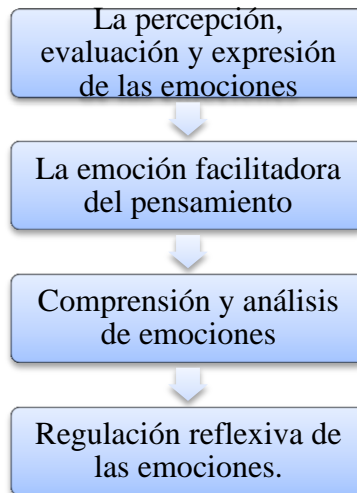 La percepción,
evaluación y expresión
de las emociones
La emoción facilitadora
del pensamiento
Comprensión y análisis
de emociones
Regulación reflexiva de
las emociones.